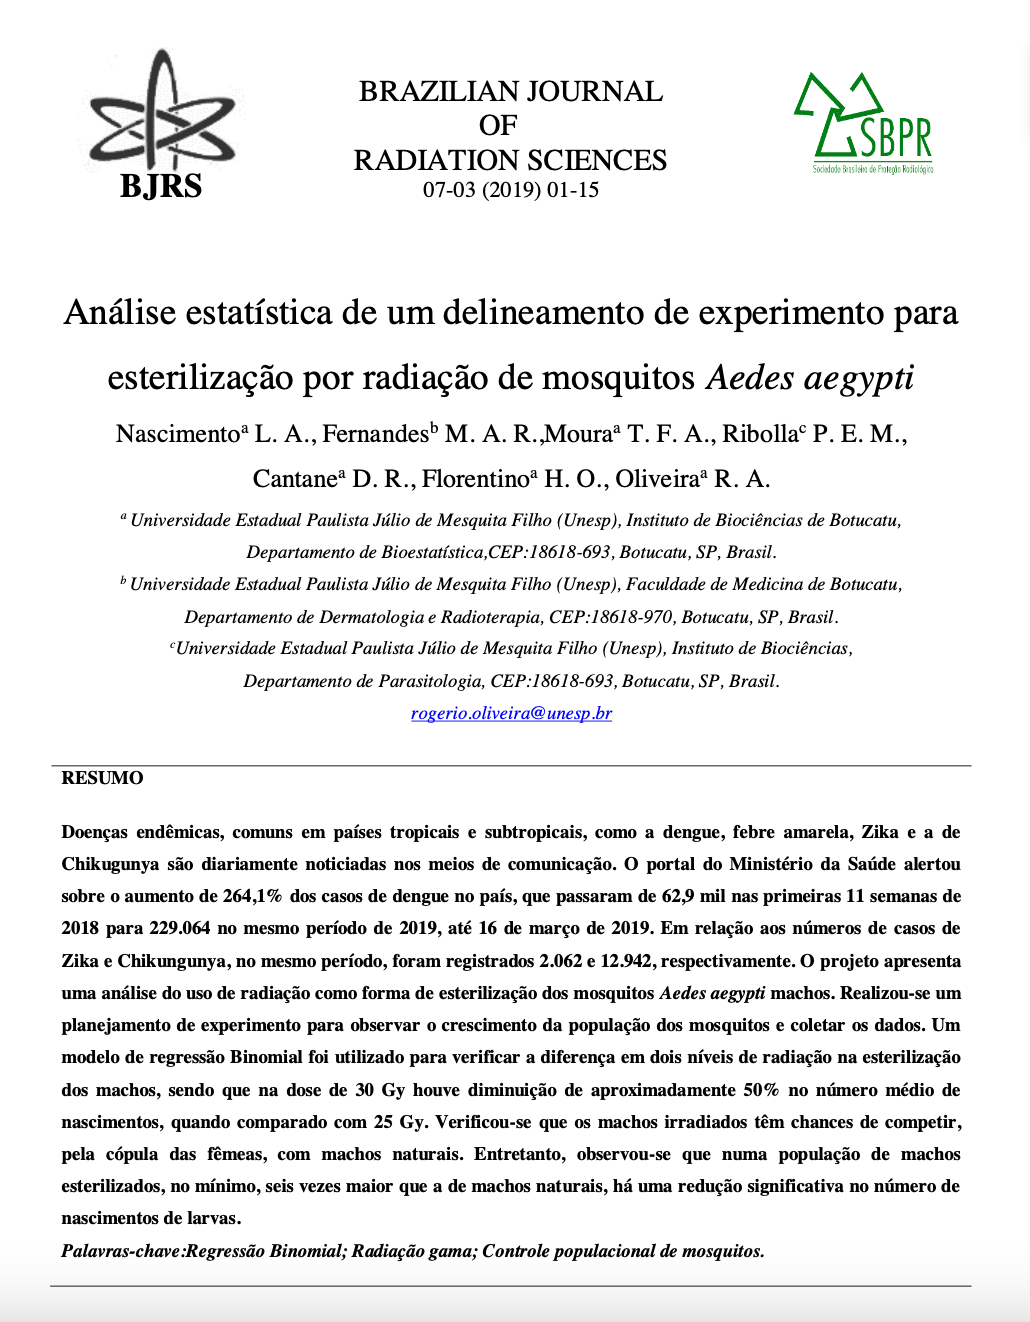 BJRS
BRAZILIAN JOURNAL
OF
RADIATION SCIENCES
07-03 (2019) 01-15
SBPR
Sociedade Brasileira de Proteção Radiológica
Análise estatística de um delineamento de experimento para
esterilização por radiação de mosquitos Aedes aegypti
Nascimentoᵃ L. A., Fernandesᵇ M. A. R.,Mouraᵃ T. F. A., Ribollaᶜ P. E. M.,
Cantaneᵃ D. R., Florentinoᵃ H. O., Oliveiraᵃ R. A.
ᵃ Universidade Estadual Paulista Júlio de Mesquita Filho (Unesp), Instituto de Biociências de Botucatu,
Departamento de Bioestatística,CEP:18618-693, Botucatu, SP, Brasil.
ᵇ Universidade Estadual Paulista Júlio de Mesquita Filho (Unesp), Faculdade de Medicina de Botucatu,
Departamento de Dermatologia e Radioterapia, CEP:18618-970, Botucatu, SP, Brasil.
ᶜUniversidade Estadual Paulista Júlio de Mesquita Filho (Unesp), Instituto de Biociências,
Departamento de Parasitologia, CEP:18618-693, Botucatu, SP, Brasil.
rogerio.oliveira@unesp.br
RESUMO
Doenças endêmicas, comuns em países tropicais e subtropicais, como a dengue, febre amarela, Zika e a de
Chikugunya são diariamente noticiadas nos meios de comunicação. O portal do Ministério da Saúde alertou
sobre o aumento de 264,1% dos casos de dengue no país, que passaram de 62,9 mil nas primeiras 11 semanas de
2018 para 229.064 no mesmo período de 2019, até 16 de março de 2019. Em relação aos números de casos de
Zika e Chikungunya, no mesmo período, foram registrados 2.062 e 12.942, respectivamente. O projeto apresenta
uma análise do uso de radiação como forma de esterilização dos mosquitos Aedes aegypti machos. Realizou-se um
planejamento de experimento para observar o crescimento da população dos mosquitos e coletar os dados. Um
modelo de regressão Binomial foi utilizado para verificar a diferença em dois níveis de radiação na esterilização
dos machos, sendo que na dose de 30 Gy houve diminuição de aproximadamente 50% no número médio de
nascimentos, quando comparado com 25 Gy. Verificou-se que os machos irradiados têm chances de competir,
pela cópula das fêmeas, com machos naturais. Entretanto, observou-se que numa população de machos
esterilizados, no mínimo, seis vezes maior que a de machos naturais, há uma redução significativa no número de
nascimentos de larvas.
Palavras-chave:Regressão Binomial; Radiação gama; Controle populacional de mosquitos.